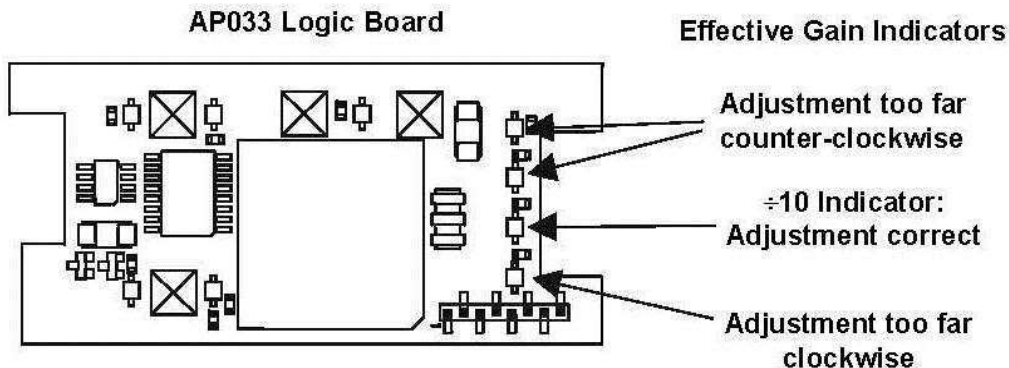 AP033 Logic Board
Effective Gain Indicators
Adjustment too far
counter-clockwise
÷10 Indicator:
Adjustment correct
Adjustment too far
clockwise